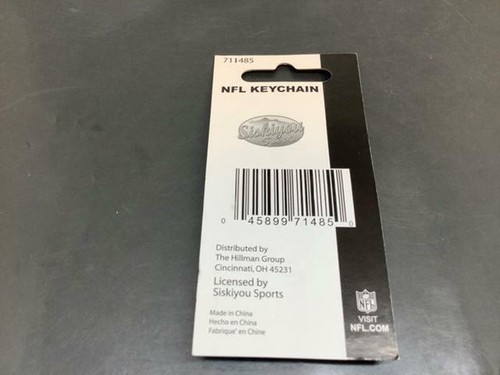 711485
NFL KEYCHAIN
Siskiyou
0 45899 71485 0
Distributed by
The Hillman Group
Cincinnati, OH 45231
Licensed by
Siskiyou Sports
Made in China
Hecho en China
Fabrique' en Chine
NFL
VISIT
NFL.COM